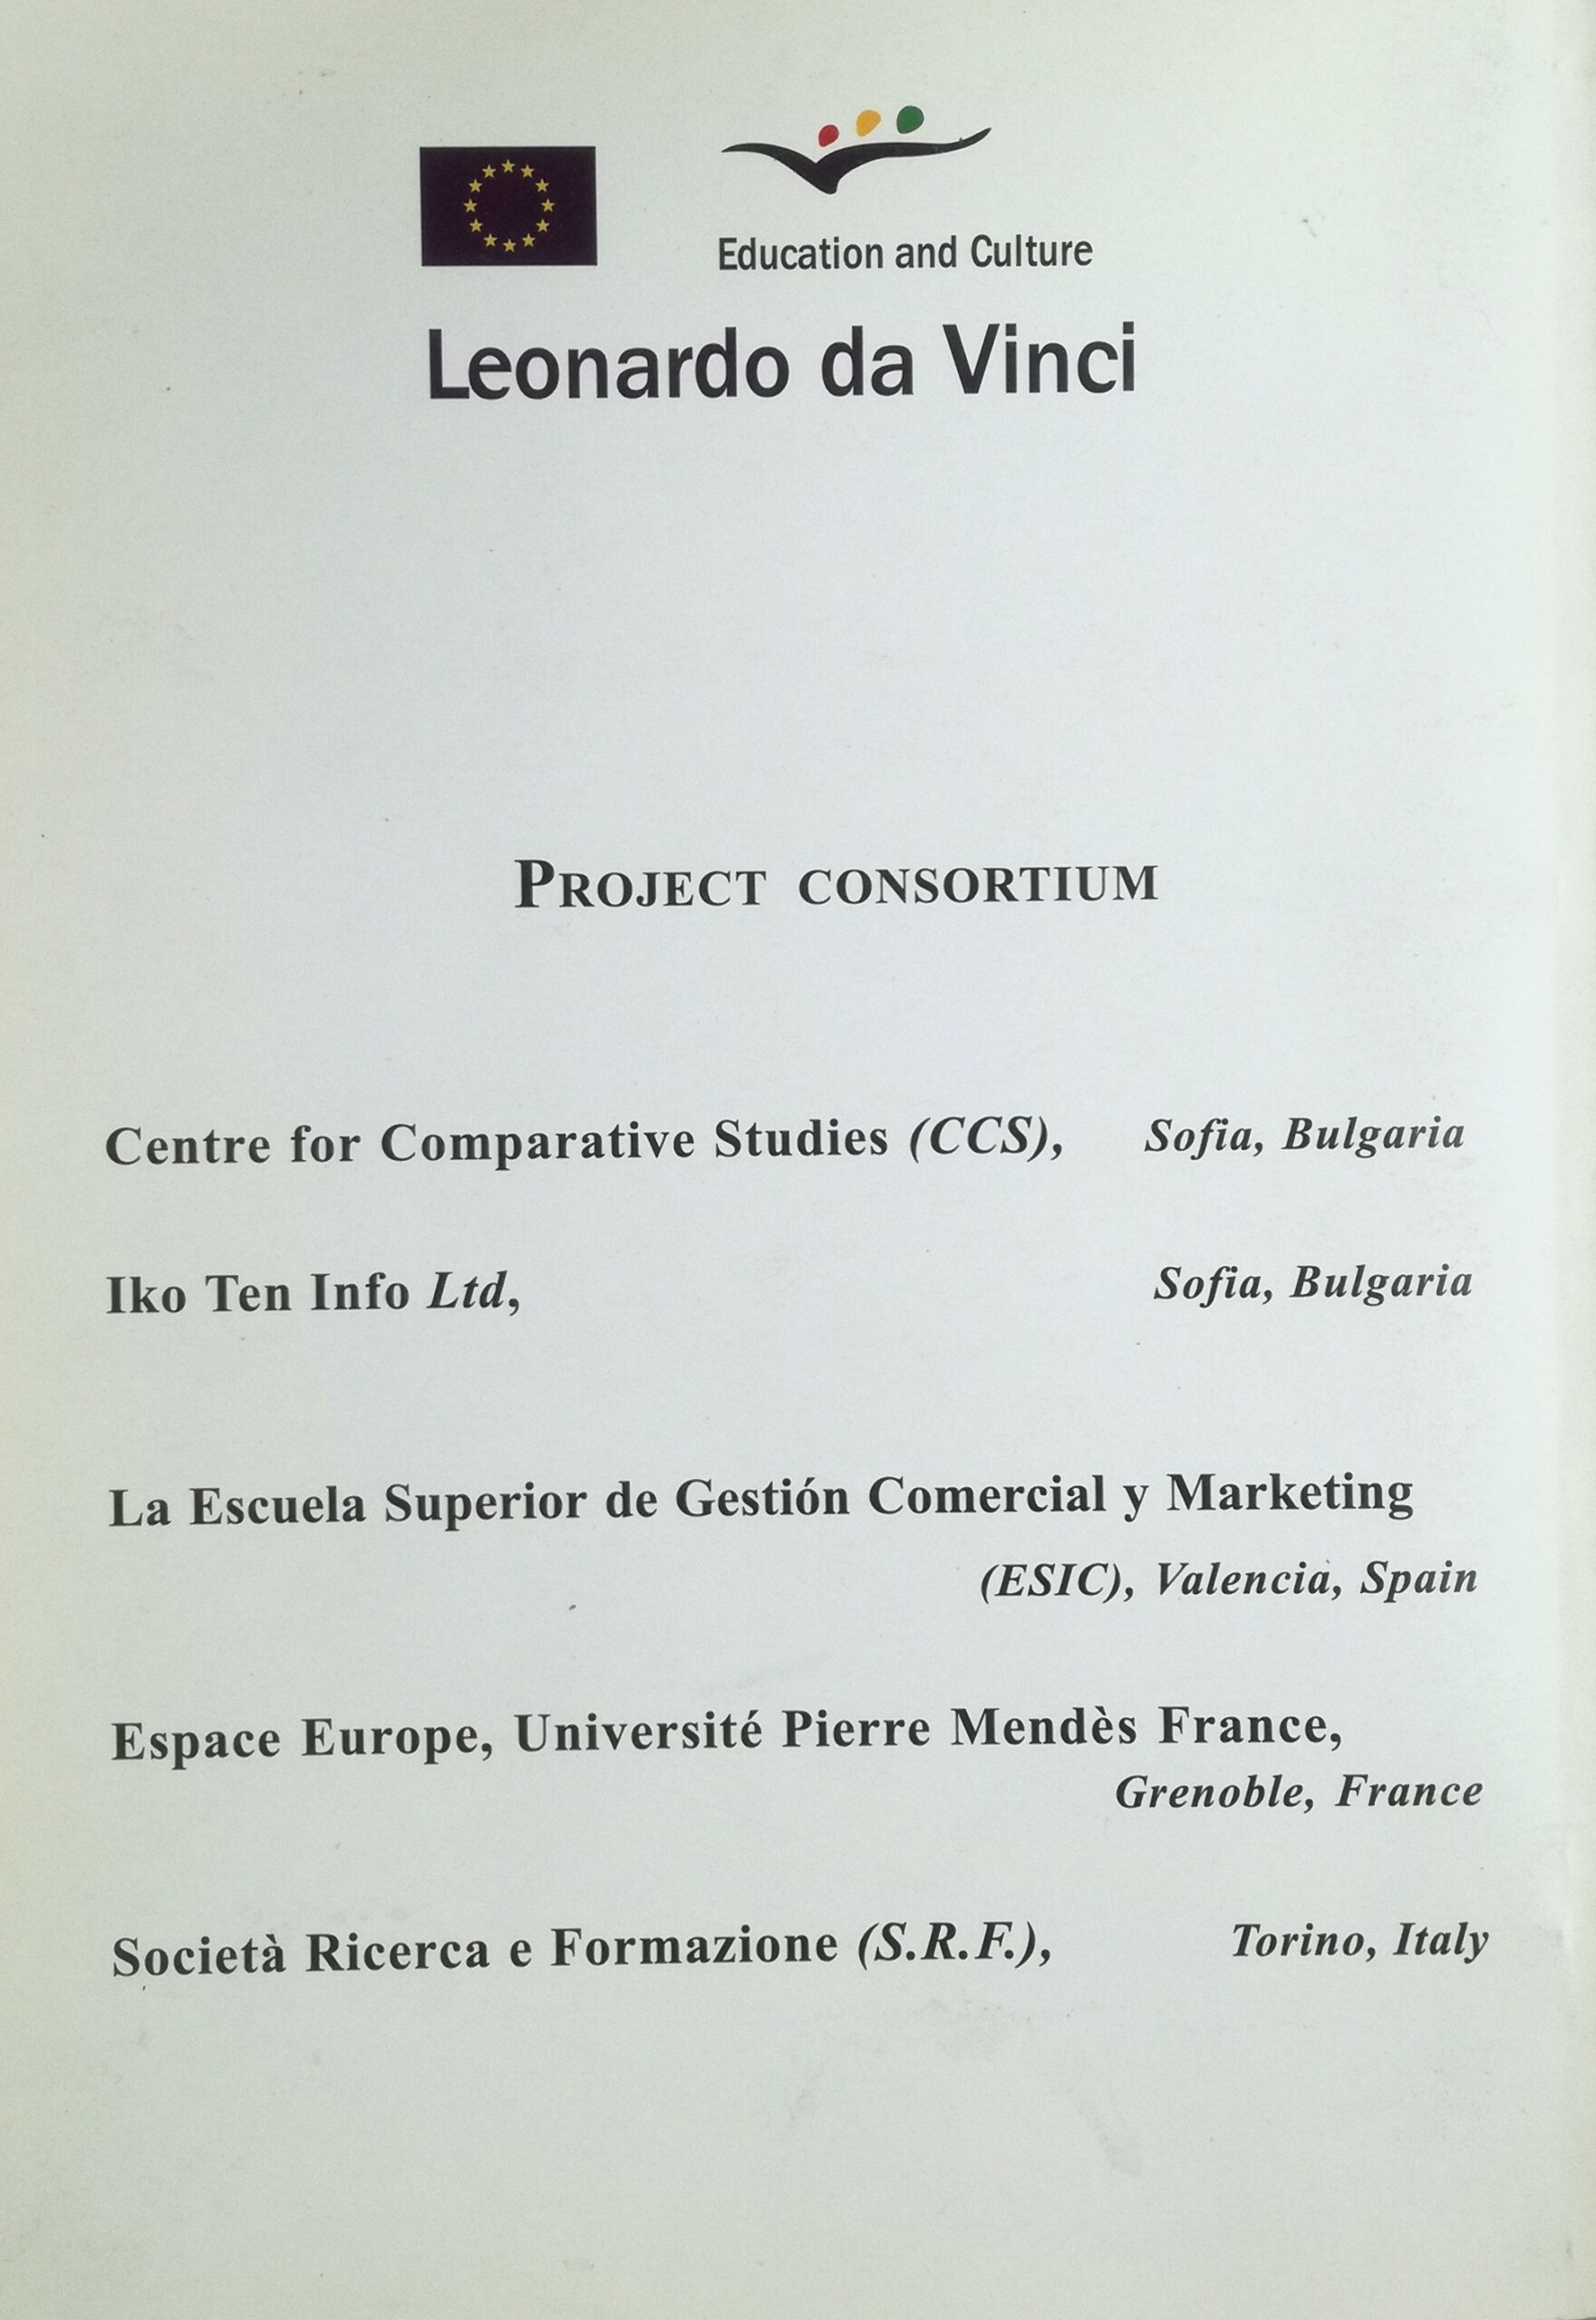 Education and Culture
Leonardo da Vinci
PROJECT CONSORTIUM
Centre for Comparative Studies (CCS), Sofia, Bulgaria
Iko Ten Info Ltd, Sofia, Bulgaria
La Escuela Superior de Gestión Comercial y Marketing
(ESIC), Valencia, Spain
Espace Europe, Université Pierre Mendès France,
Grenoble, France
Società Ricerca e Formazione (S.R.F.), Torino, Italy